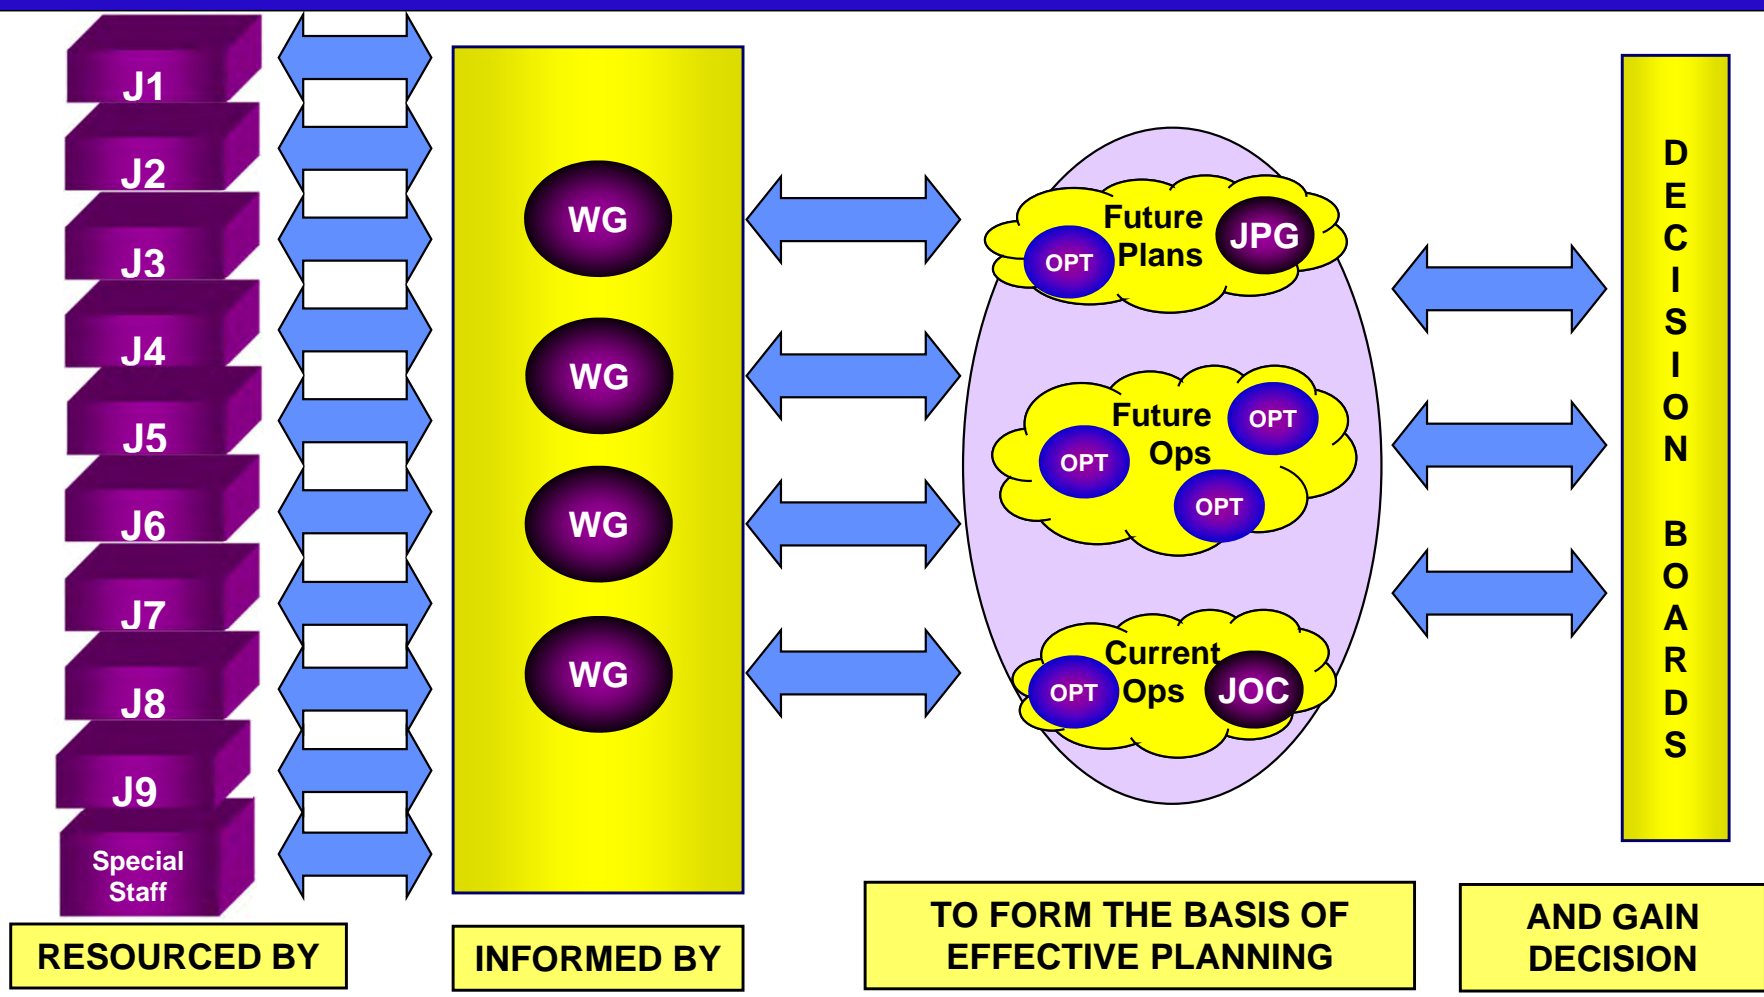 J1
J2
J3
J4
J5
J6
J7
J8
J9
Special
Staff
RESOURCED BY
WG
WG
WG
WG
INFORMED BY
Future
Plans
OPT
JPG
Future
Ops
OPT
OPT
OPT
Current
Ops
OPT
JOC
TO FORM THE BASIS OF
EFFECTIVE PLANNING
D
E
C
I
S
I
O
N
B
O
A
R
D
S
AND GAIN
DECISION